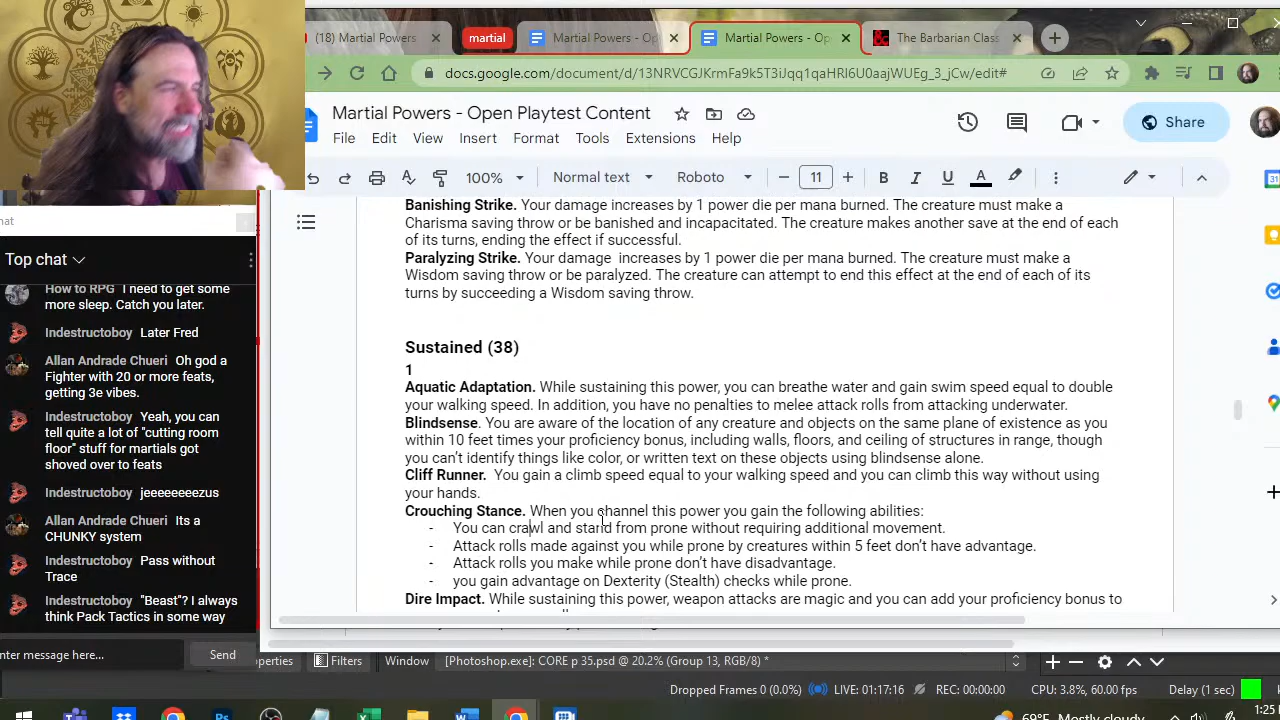 (18) Martial Powers
martial
Martial Powers - Op
Martial Powers - Op
The Barbarian Class
docs.google.com/document/d/13NRVCGJKrmFa9k5T3iJqq1qaHRI6U0aajWUEg_3_jCw/edit#
Martial Powers - Open Playtest Content
File Edit View Insert Format Tools Extensions Help
Share
100% Normal text Roboto 11 B I U A
Banishing Strike. Your damage increases by 1 power die per mana burned. The creature must make a
Charisma saving throw or be banished and incapacitated. The creature makes another save at the end of each
of its turns, ending the effect if successful.
Paralyzing Strike. Your damage increases by 1 power die per mana burned. The creature must make a
Wisdom saving throw or be paralyzed. The creature can attempt to end this effect at the end of each of its
turns by succeeding a Wisdom saving throw.
Sustained (38)
1
Aquatic Adaptation. While sustaining this power, you can breathe water and gain swim speed equal to double
your walking speed. In addition, you have no penalties to melee attack rolls from attacking underwater.
Blindsense. You are aware of the location of any creature and objects on the same plane of existence as you
within 10 feet times your proficiency bonus, including walls, floors, and ceiling of structures in range, though
you can't identify things like color, or written text on these objects using blindsense alone.
Cliff Runner. You gain a climb speed equal to your walking speed and you can climb this way without using
your hands.
Crouching Stance. When you channel this power you gain the following abilities:
- You can crawl and stand from prone without requiring additional movement.
- Attack rolls made against you while prone by creatures within 5 feet don't have advantage.
- Attack rolls you make while prone don't have disadvantage.
- you gain advantage on Dexterity (Stealth) checks while prone.
Dire Impact. While sustaining this power, weapon attacks are magic and you can add your proficiency bonus to
hat
Top chat
How to RPG I need to get some
more sleep. Catch you later.
Indestructoboy Later Fred
Allan Andrade Chueri Oh god a
Fighter with 20 or more feats,
getting 3e vibes.
Indestructoboy Yeah, you can
tell quite a lot of "cutting room
floor" stuff for martials got
shoved over to feats
Indestructoboy jeeeeeeezus
Indestructoboy Its a
CHUNKY system
Indestructoboy Pass without
Trace
Indestructoboy "Beast"? I always
think Pack Tactics in some way
nter message here...
Send
operties Filters Window [Photoshop.exe]: CORE p 35.psd @ 20.2% (Group 13, RGB/8) *
Dropped Frames 0 (0.0%) LIVE: 01:17:16 REC: 00:00:00 CPU: 3.8%, 60.00 fps Delay (1 sec)
69°F Mostly cloudy
1:25